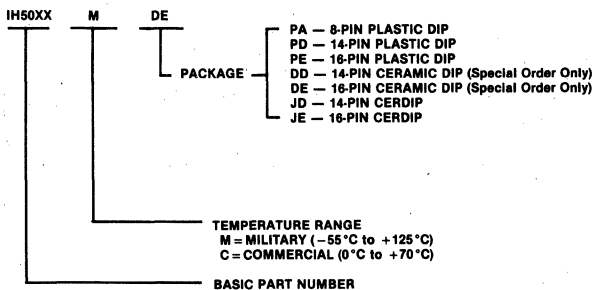 IH50XX M DE
PA — 8-PIN PLASTIC DIP
PD — 14-PIN PLASTIC DIP
PE — 16-PIN PLASTIC DIP
PACKAGE DD — 14-PIN CERAMIC DIP (Special Order Only)
DE — 16-PIN CERAMIC DIP (Special Order Only)
JD — 14-PIN CERDIP
JE — 16-PIN CERDIP
TEMPERATURE RANGE
M = MILITARY (−55°C to +125°C)
C = COMMERCIAL (0°C to +70°C)
BASIC PART NUMBER